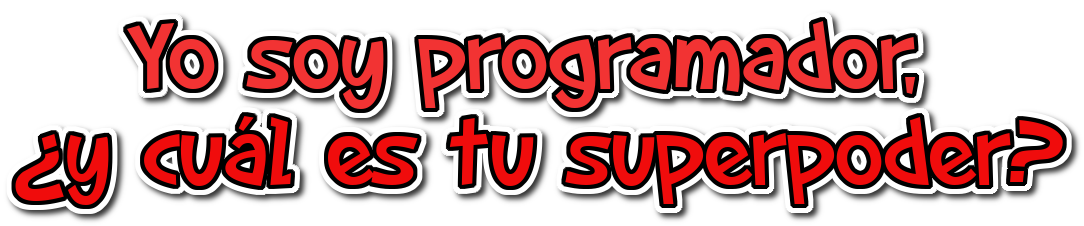 Yo soy programador,
¿y cuál es tu superpoder?